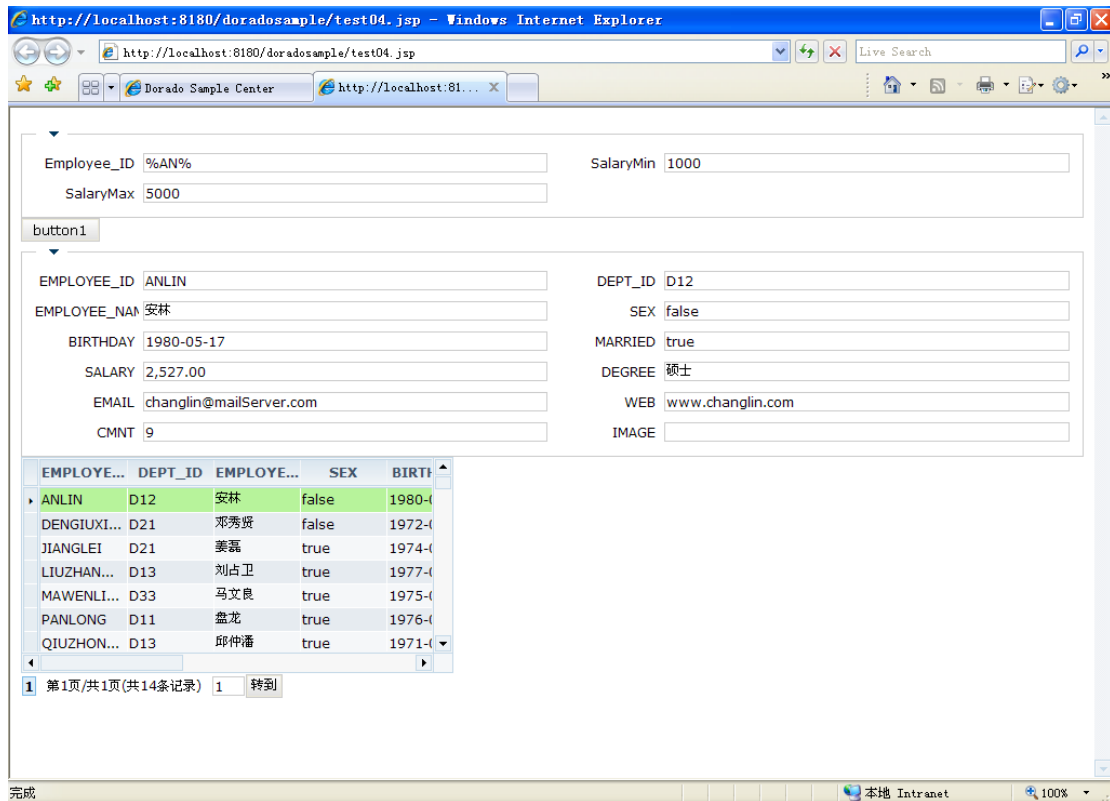 http://localhost:8180/doradosample/test04.jsp - Windows Internet Explorer
http://localhost:8180/doradosample/test04.jsp Live Search
Dorado Sample Center http://localhost:81... X »
Employee_ID %AN% SalaryMin 1000
SalaryMax 5000
button1
EMPLOYEE_ID ANLIN DEPT_ID D12
EMPLOYEE_NAM 安林 SEX false
BIRTHDAY 1980-05-17 MARRIED true
SALARY 2,527.00 DEGREE 硕士
EMAIL changlin@mailServer.com WEB www.changlin.com
CMNT 9 IMAGE
EMPLOYE... DEPT_ID EMPLOYE... SEX BIRTH
ANLIN D12 安林 false 1980-0
DENGIUXI... D21 邓秀贤 false 1972-0
JIANGLEI D21 姜磊 true 1974-0
LIUZHAN... D13 刘占卫 true 1977-0
MAWENLI... D33 马文良 true 1975-0
PANLONG D11 盘龙 true 1976-0
QIUZHON... D13 邱仲潘 true 1971-0
1 第1页/共1页(共14条记录) 1 转到
完成 本地 Intranet 100%